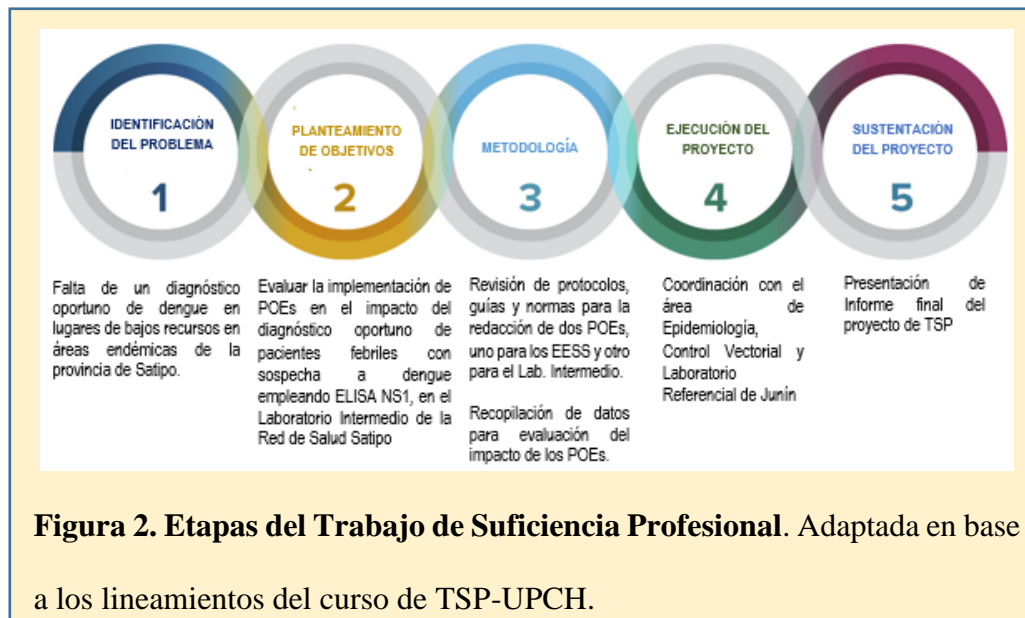 IDENTIFICACIÓN
DEL PROBLEMA
1
PLANTEAMIENTO
DE OBJETIVOS
2
METODOLOGÍA
3
EJECUCIÓN DEL
PROYECTO
4
SUSTENTACIÓN
DEL PROYECTO
5
Falta de un diagnóstico
oportuno de dengue en
lugares de bajos recursos en
áreas endémicas de la
provincia de Satipo.
Evaluar la implementación de
POEs en el impacto del
diagnóstico oportuno de
pacientes febriles con
sospecha a dengue
empleando ELISA NS1, en el
Laboratorio Intermedio de la
Red de Salud Satipo
Revisión de protocolos,
guías y normas para la
redacción de dos POEs,
uno para los EESS y otro
para el Lab. Intermedio.
Recopilación de datos
para evaluación del
impacto de los POEs.
Coordinación con el
área de
Epidemiología,
Control Vectorial y
Laboratorio
Referencial de Junín
Presentación de
Informe final del
proyecto de TSP
Figura 2. Etapas del Trabajo de Suficiencia Profesional. Adaptada en base
a los lineamientos del curso de TSP-UPCH.